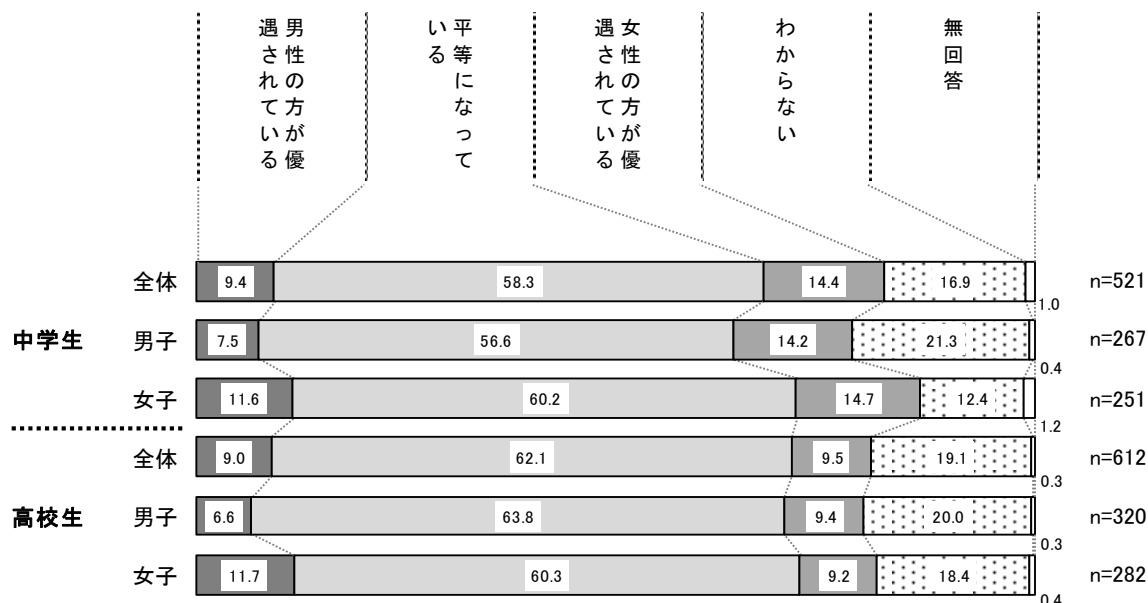 男性の方が優
遇されている
平等になって
いる
女性の方が優
遇されている
わからない
無回答
中学生
全体
9.4
58.3
14.4
16.9
1.0
n=521
男子
7.5
56.6
14.2
21.3
0.4
n=267
女子
11.6
60.2
14.7
12.4
1.2
n=251
高校生
全体
9.0
62.1
9.5
19.1
0.3
n=612
男子
6.6
63.8
9.4
20.0
0.3
n=320
女子
11.7
60.3
9.2
18.4
0.4
n=282